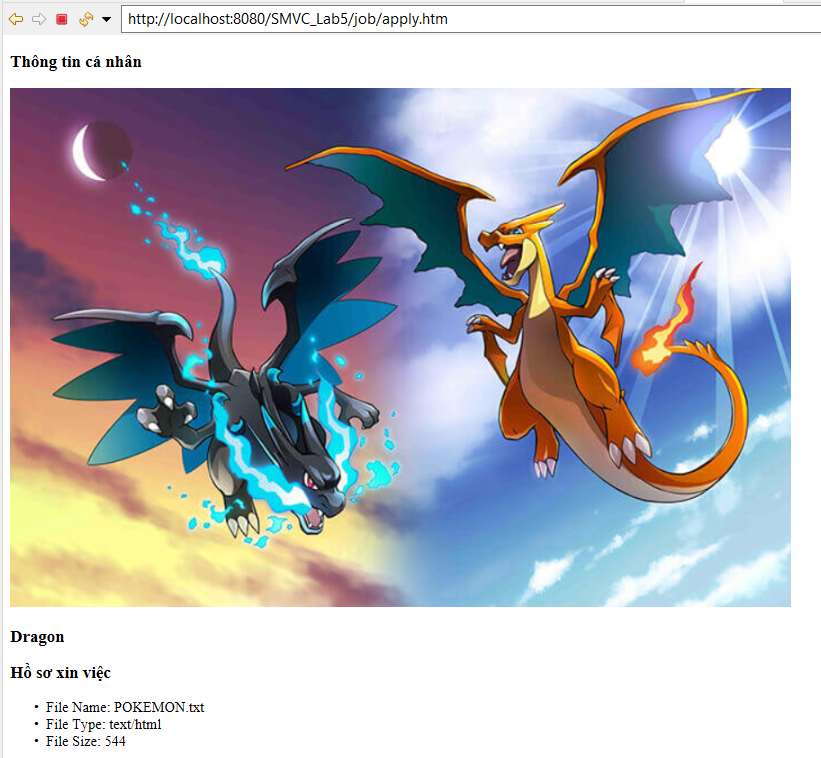 http://localhost:8080/SMVC_Lab5/job/apply.htm
Thông tin cá nhân
Dragon
Hồ sơ xin việc
• File Name: POKEMON.txt
• File Type: text/html
• File Size: 544